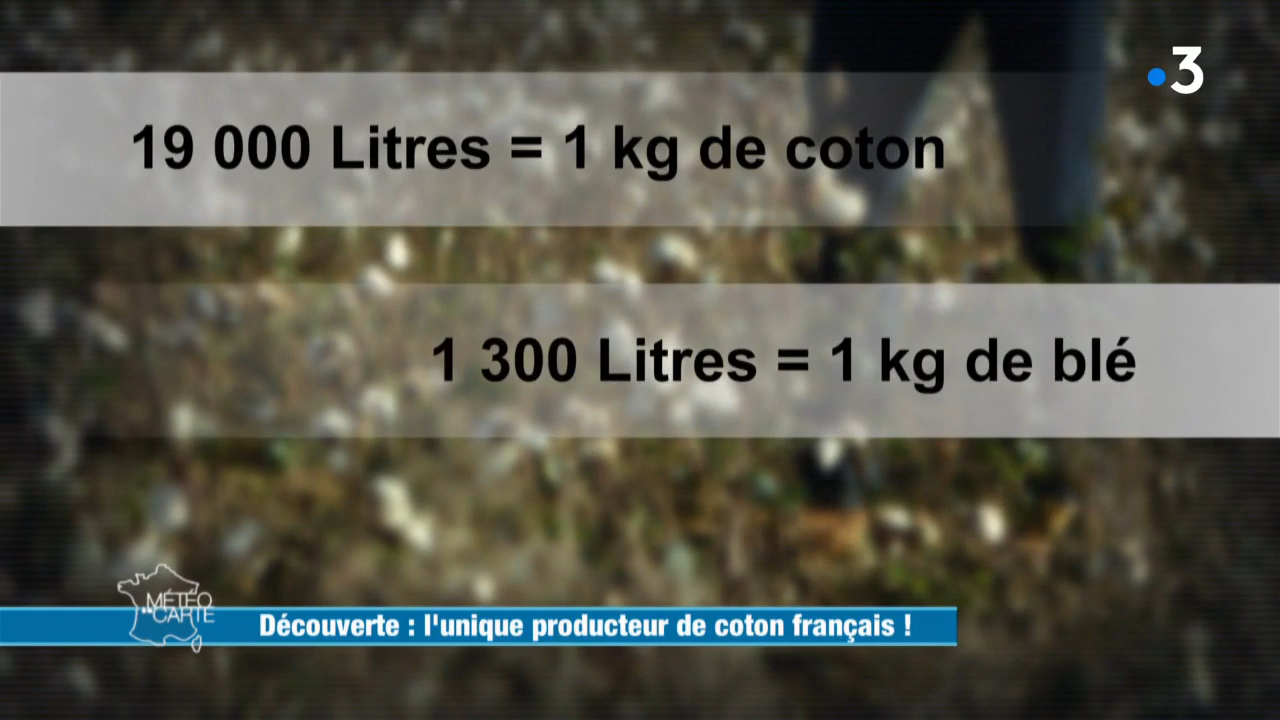 3
19 000 Litres = 1 kg de coton
1 300 Litres = 1 kg de blé
MÉTÉO
CARTE
Découverte : l'unique producteur de coton français !